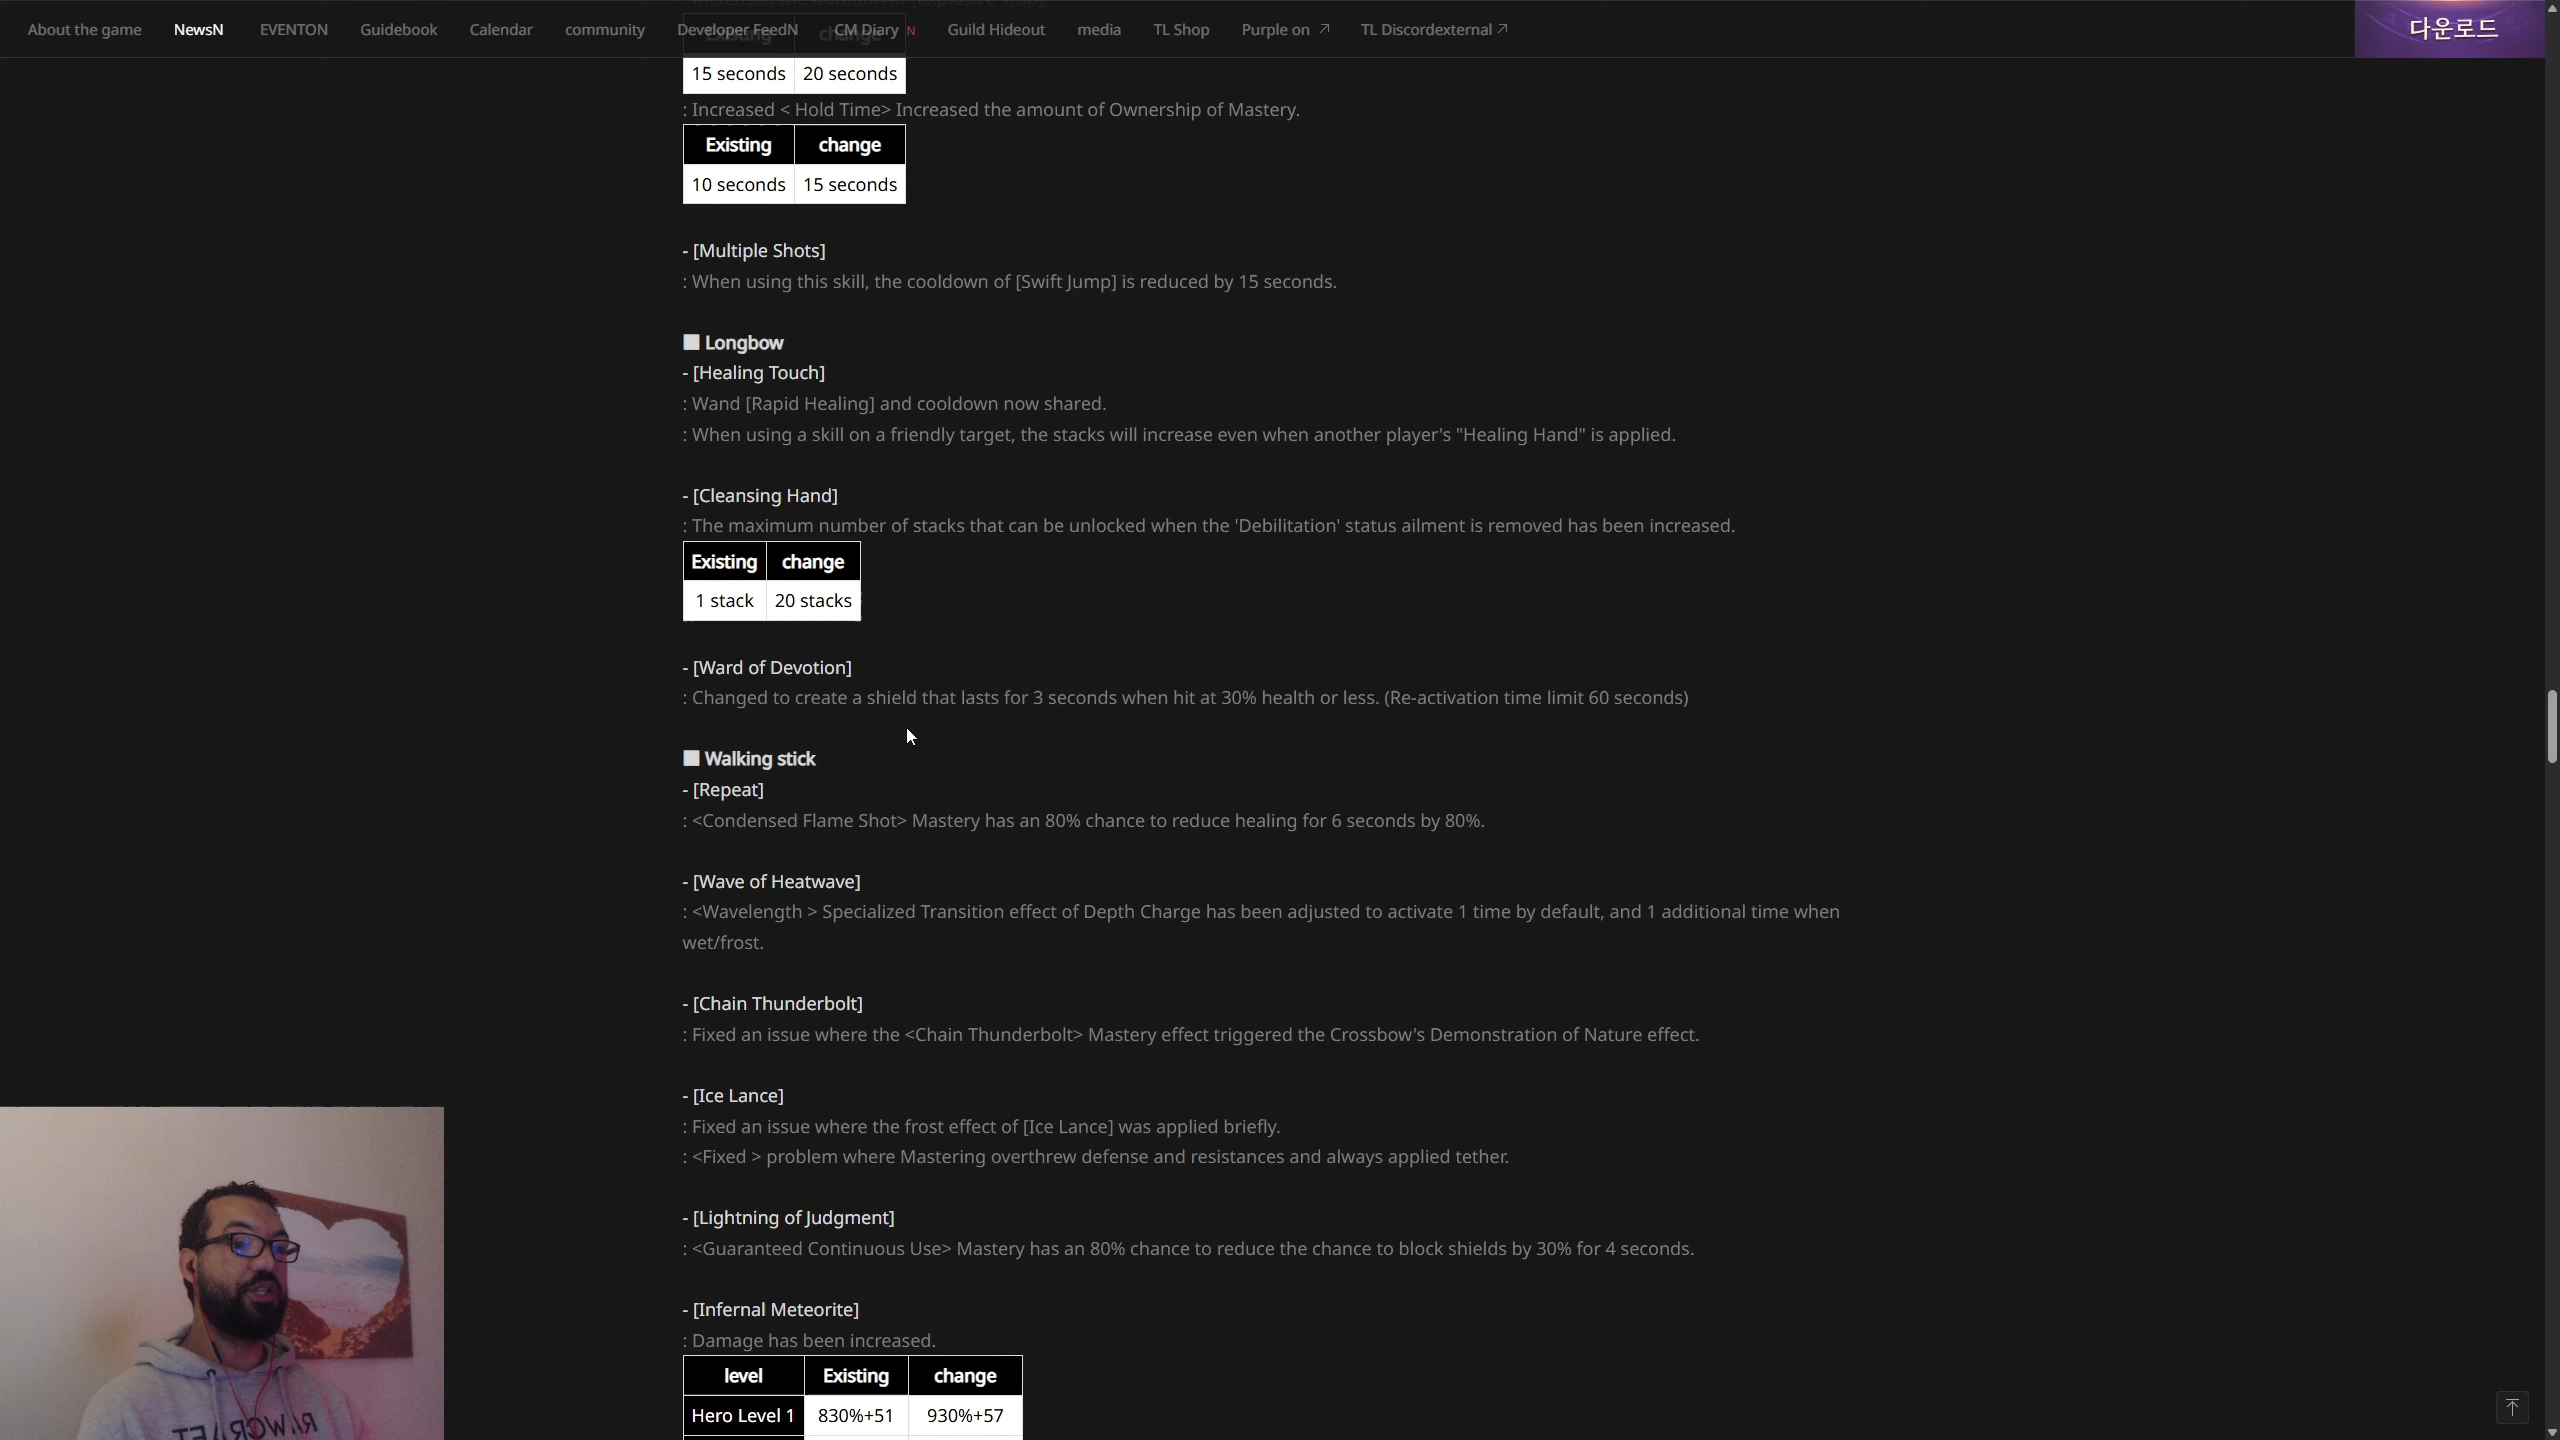 About the game NewsN EVENTON Guidebook Calendar community Developer FeedN CM Diary N Guild Hideout media TL Shop Purple on TL Discordexternal 다운로드
Existing change
15 seconds 20 seconds
: Increased < Hold Time> Increased the amount of Ownership of Mastery.
Existing change
10 seconds 15 seconds
- [Multiple Shots]
: When using this skill, the cooldown of [Swift Jump] is reduced by 15 seconds.
■ Longbow
- [Healing Touch]
: Wand [Rapid Healing] and cooldown now shared.
: When using a skill on a friendly target, the stacks will increase even when another player's "Healing Hand" is applied.
- [Cleansing Hand]
: The maximum number of stacks that can be unlocked when the 'Debilitation' status ailment is removed has been increased.
Existing change
1 stack 20 stacks
- [Ward of Devotion]
: Changed to create a shield that lasts for 3 seconds when hit at 30% health or less. (Re-activation time limit 60 seconds)
■ Walking stick
- [Repeat]
: <Condensed Flame Shot> Mastery has an 80% chance to reduce healing for 6 seconds by 80%.
- [Wave of Heatwave]
: <Wavelength > Specialized Transition effect of Depth Charge has been adjusted to activate 1 time by default, and 1 additional time when
wet/frost.
- [Chain Thunderbolt]
: Fixed an issue where the <Chain Thunderbolt> Mastery effect triggered the Crossbow's Demonstration of Nature effect.
- [Ice Lance]
: Fixed an issue where the frost effect of [Ice Lance] was applied briefly.
: <Fixed > problem where Mastering overthrew defense and resistances and always applied tether.
- [Lightning of Judgment]
: <Guaranteed Continuous Use> Mastery has an 80% chance to reduce the chance to block shields by 30% for 4 seconds.
- [Infernal Meteorite]
: Damage has been increased.
level Existing change
Hero Level 1 830%+51 930%+57